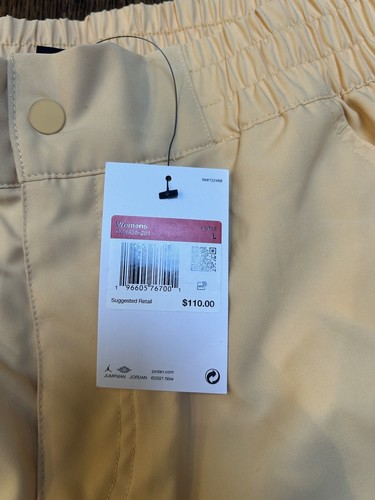 Womens
L
1 96605 76700 1
Suggested Retail
$110.00
jordan.com
JUMPMAN JORDAN ©2021 Nike